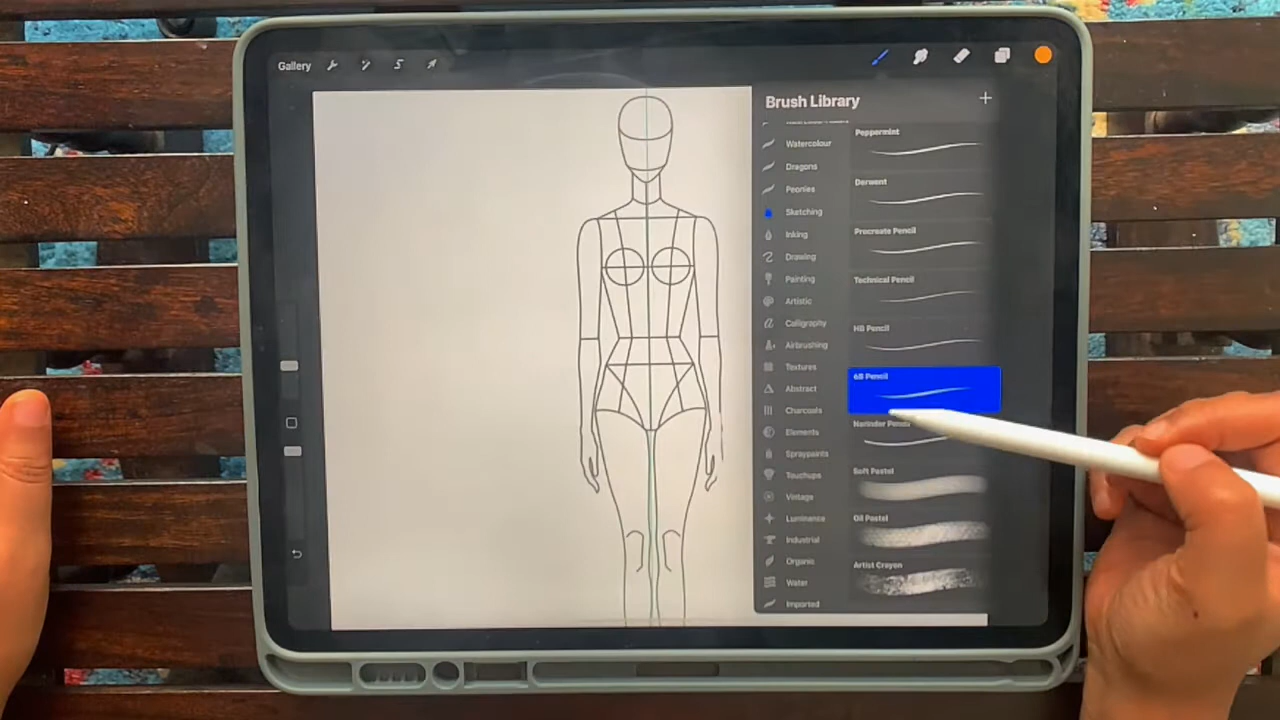 Gallery
Brush Library
Watercolour
Dragons
Peonies
Sketching
Inking
Drawing
Painting
Artistic
Calligraphy
Airbrushing
Textures
Abstract
Charcoals
Elements
Spraypaints
Touchups
Vintage
Luminance
Industrial
Organic
Water
Imported
Peppermint
Derwent
Procreate Pencil
Technical Pencil
HB Pencil
6B Pencil
Narinder Pencil
Soft Pastel
Oil Pastel
Artist Crayon